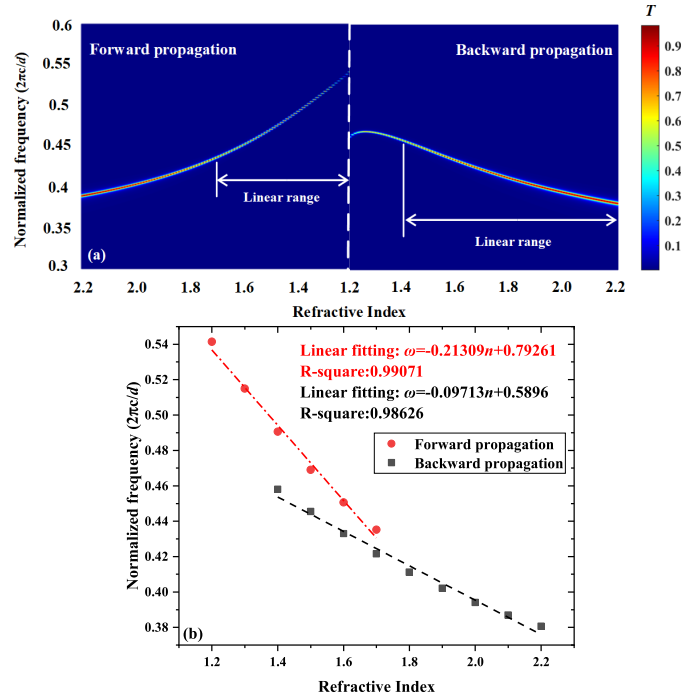 T
0.6
0.55
0.5
0.45
0.4
0.35
0.3
Normalized frequency (2πc/d)
Forward propagation
Backward propagation
Linear range
Linear range
(a)
2.2 2.0 1.8 1.6 1.4 1.2 1.4 1.6 1.8 2.0 2.2
Refractive Index
0.9
0.8
0.7
0.6
0.5
0.4
0.3
0.2
0.1
0.54
0.52
0.50
0.48
0.46
0.44
0.42
0.40
0.38
Normalized frequency (2πc/d)
Linear fitting: ω=-0.21309n+0.79261
R-square:0.99071
Linear fitting: ω=-0.09713n+0.5896
R-square:0.98626
Forward propagation
Backward propagation
(b)
1.2 1.4 1.6 1.8 2.0 2.2
Refractive Index